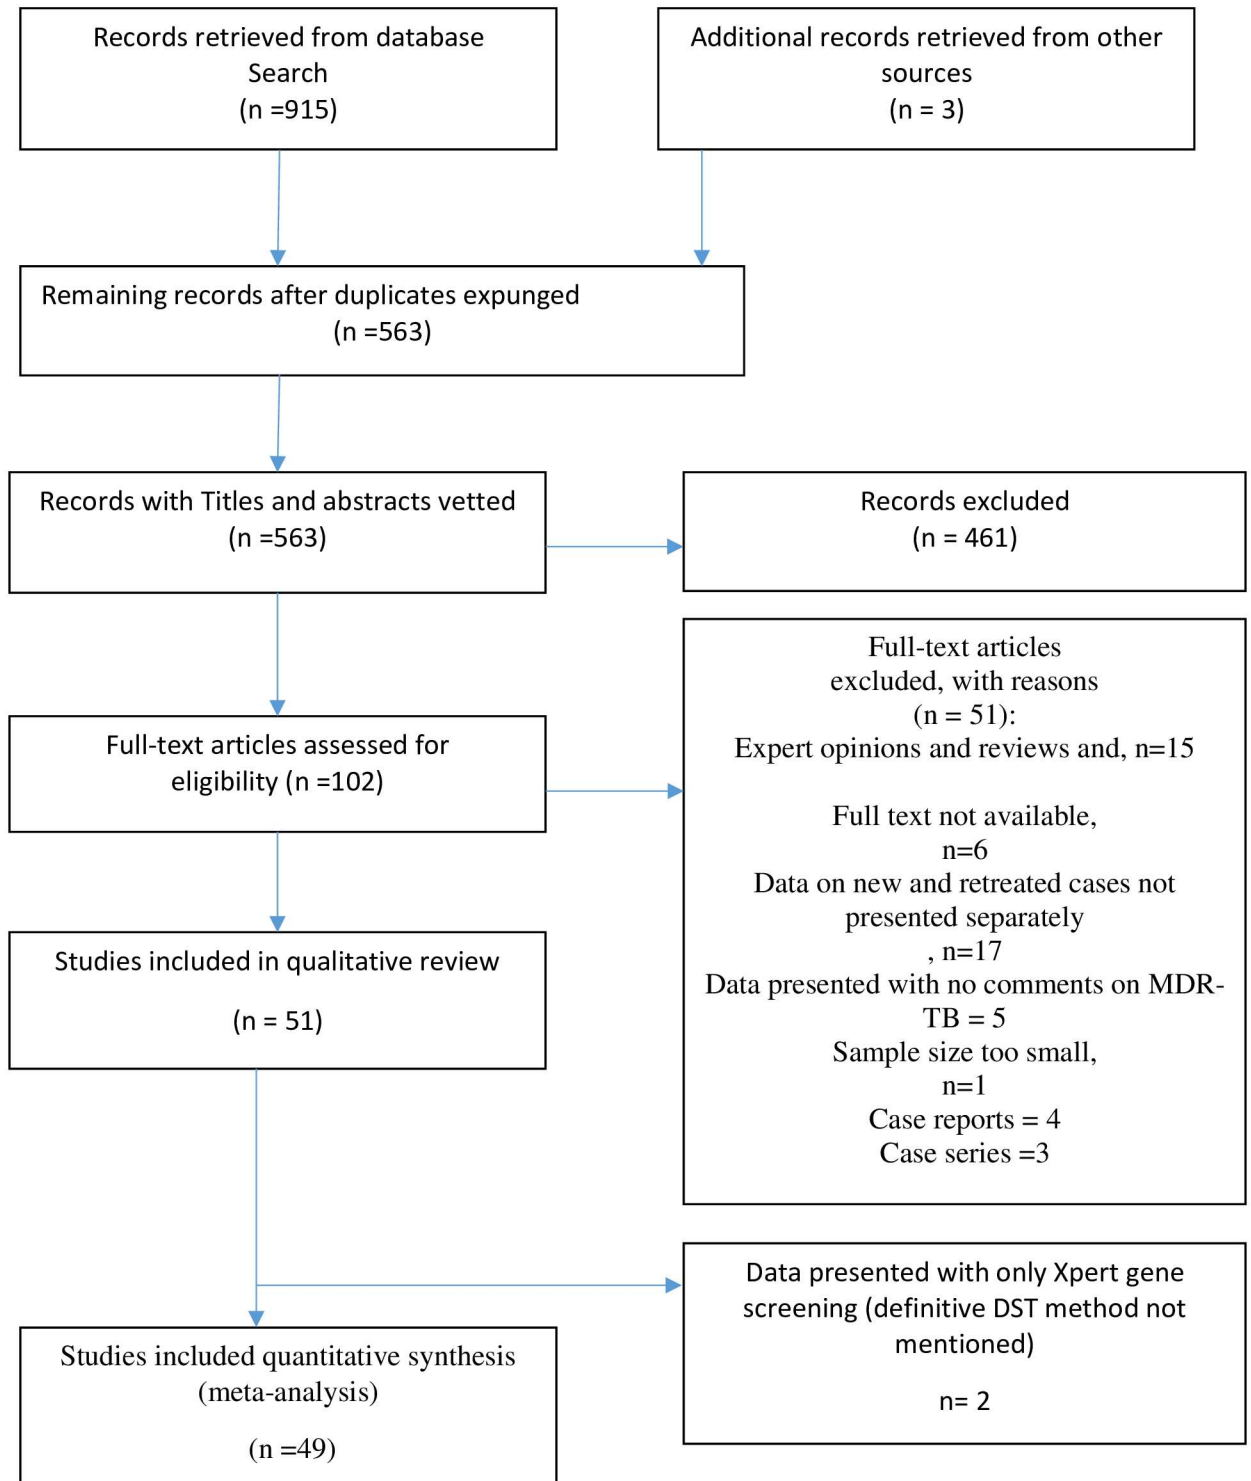 Records retrieved from database
Search
(n =915)
Additional records retrieved from other
sources
(n = 3)
Remaining records after duplicates expunged
(n =563)
Records with Titles and abstracts vetted
(n =563)
Records excluded
(n = 461)
Full-text articles assessed for
eligibility (n =102)
Full-text articles
excluded, with reasons
(n = 51):
Expert opinions and reviews and, n=15
Full text not available,
n=6
Data on new and retreated cases not
presented separately
, n=17
Data presented with no comments on MDR-
TB = 5
Sample size too small,
n=1
Case reports = 4
Case series =3
Studies included in qualitative review
(n = 51)
Data presented with only Xpert gene
screening (definitive DST method not
mentioned)
n= 2
Studies included quantitative synthesis
(meta-analysis)
(n =49)